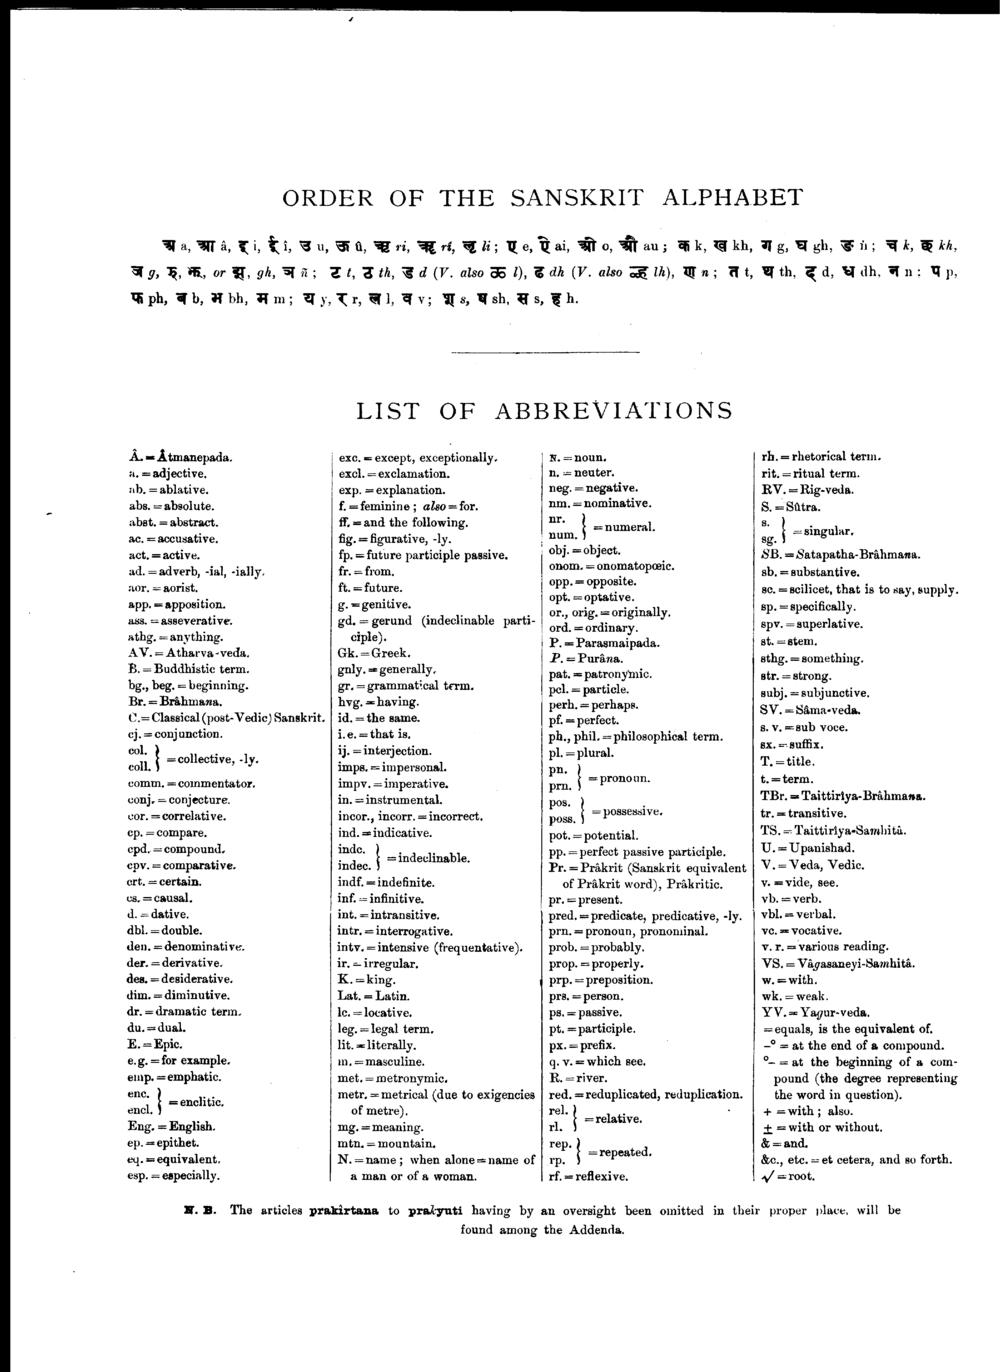 ORDER OF THE SANSKRIT ALPHABET
अ a, आ â, इ i, ई î, उ u, ऊ û, ऋ ri, ॠ rî, ऌ li; ए e, ऐ ai, ओ o, औ au; क k, ख kh, ग g, घ gh, ङ ṅ; च k, छ kh,
ज g, झ, or gh, ञ ñ; ट t, ठ th, ड d (V. also ळ l), ढ dh (V. also ळ्ह lh), ण n; त t, थ th, द d, ध dh, न n: प p,
फ ph, ब b, भ bh, म m; य y, र r, ल l, व v; श s, ष sh, स s, ह h.
LIST OF ABBREVIATIONS
Â. = Âtmanepada.
a. = adjective.
ab. = ablative.
abs. = absolute.
abst. = abstract.
ac. = accusative.
act. = active.
ad. = adverb, -ial, -ially.
aor. = aorist.
app. = apposition.
ass. = asseverative.
athg. = anything.
AV. = Atharva-veda.
B. = Buddhistic term.
bg., beg. = beginning.
Br. = Brâhmana.
C. = Classical (post-Vedic) Sanskrit.
cj. = conjunction.
col.
coll. } = collective, -ly.
comm. = commentator.
conj. = conjecture.
cor. = correlative.
cp. = compare.
cpd. = compound.
cpv. = comparative.
crt. = certain.
cs. = causal.
d. = dative.
dbl. = double.
den. = denominative.
der. = derivative.
des. = desiderative.
dim. = diminutive.
dr. = dramatic term.
du. = dual.
E. = Epic.
e.g. = for example.
emp. = emphatic.
enc.
encl. } = enclitic.
Eng. = English.
ep. = epithet.
eq. = equivalent.
esp. = especially.
exc. = except, exceptionally.
excl. = exclamation.
exp. = explanation.
f. = feminine; also = for.
ff. = and the following.
fig. = figurative, -ly.
fp. = future participle passive.
fr. = from.
ft. = future.
g. = genitive.
gd. = gerund (indeclinable parti-
ciple).
Gk. = Greek.
gnly. = generally.
gr. = grammatical term.
hvg. = having.
id. = the same.
i.e. = that is.
ij. = interjection.
imps. = impersonal.
impv. = imperative.
in. = instrumental.
incor., incorr. = incorrect.
ind. = indicative.
indc.
indec. } = indeclinable.
indf. = indefinite.
inf. = infinitive.
int. = intransitive.
intr. = interrogative.
intv. = intensive (frequentative).
ir. = irregular.
K. = king.
Lat. = Latin.
lc. = locative.
leg. = legal term.
lit. = literally.
m. = masculine.
met. = metronymic.
metr. = metrical (due to exigencies
of metre).
mg. = meaning.
mtn. = mountain.
N. = name; when alone = name of
a man or of a woman.
N. = noun.
n. = neuter.
neg. = negative.
nm. = nominative.
nr.
num. } = numeral.
obj. = object.
onom. = onomatopœic.
opp. = opposite.
opt. = optative.
or., orig. = originally.
ord. = ordinary.
P. = Parasmaipada.
P. = Purâna.
pat. = patronymic.
pcl. = particle.
perh. = perhaps.
pf. = perfect.
ph., phil. = philosophical term.
pl. = plural.
pn.
prn. } = pronoun.
pos.
poss. } = possessive.
pot. = potential.
pp. = perfect passive participle.
Pr. = Prâkrit (Sanskrit equivalent
of Prâkrit word), Prâkritic.
pr. = present.
pred. = predicate, predicative, -ly.
prn. = pronoun, pronominal.
prob. = probably.
prop. = properly.
prp. = preposition.
prs. = person.
ps. = passive.
pt. = participle.
px. = prefix.
q. v. = which see.
R. = river.
red. = reduplicated, reduplication.
rel.
rl. } = relative.
rep.
rp. } = repeated.
rf. = reflexive.
rh. = rhetorical term.
rit. = ritual term.
RV. = Rig-veda.
S. = Sûtra.
s.
sg. } = singular.
SB. = Satapatha-Brâhmana.
sb. = substantive.
sc. = scilicet, that is to say, supply.
sp. = specifically.
spv. = superlative.
st. = stem.
sthg. = something.
str. = strong.
subj. = subjunctive.
SV. = Sâma-veda.
s. v. = sub voce.
sx. = suffix.
T. = title.
t. = term.
TBr. = Taittirîya-Brâhmana.
tr. = transitive.
TS. = Taittirîya-Samhitâ.
U. = Upanishad.
V. = Veda, Vedic.
v. = vide, see.
vb. = verb.
vbl. = verbal.
vc. = vocative.
v. r. = various reading.
VS. = Vâgasaneyi-Samhitâ.
w. = with.
wk. = weak.
YV. = Yagur-veda.
= equals, is the equivalent of.
–° = at the end of a compound.
°– = at the beginning of a com-
pound (the degree representing
the word in question).
+ = with; also.
± = with or without.
& = and.
&c., etc. = et cetera, and so forth.
√ = root.
N. B. The articles prakirtana to pralynti having by an oversight been omitted in their proper place, will be
found among the Addenda.